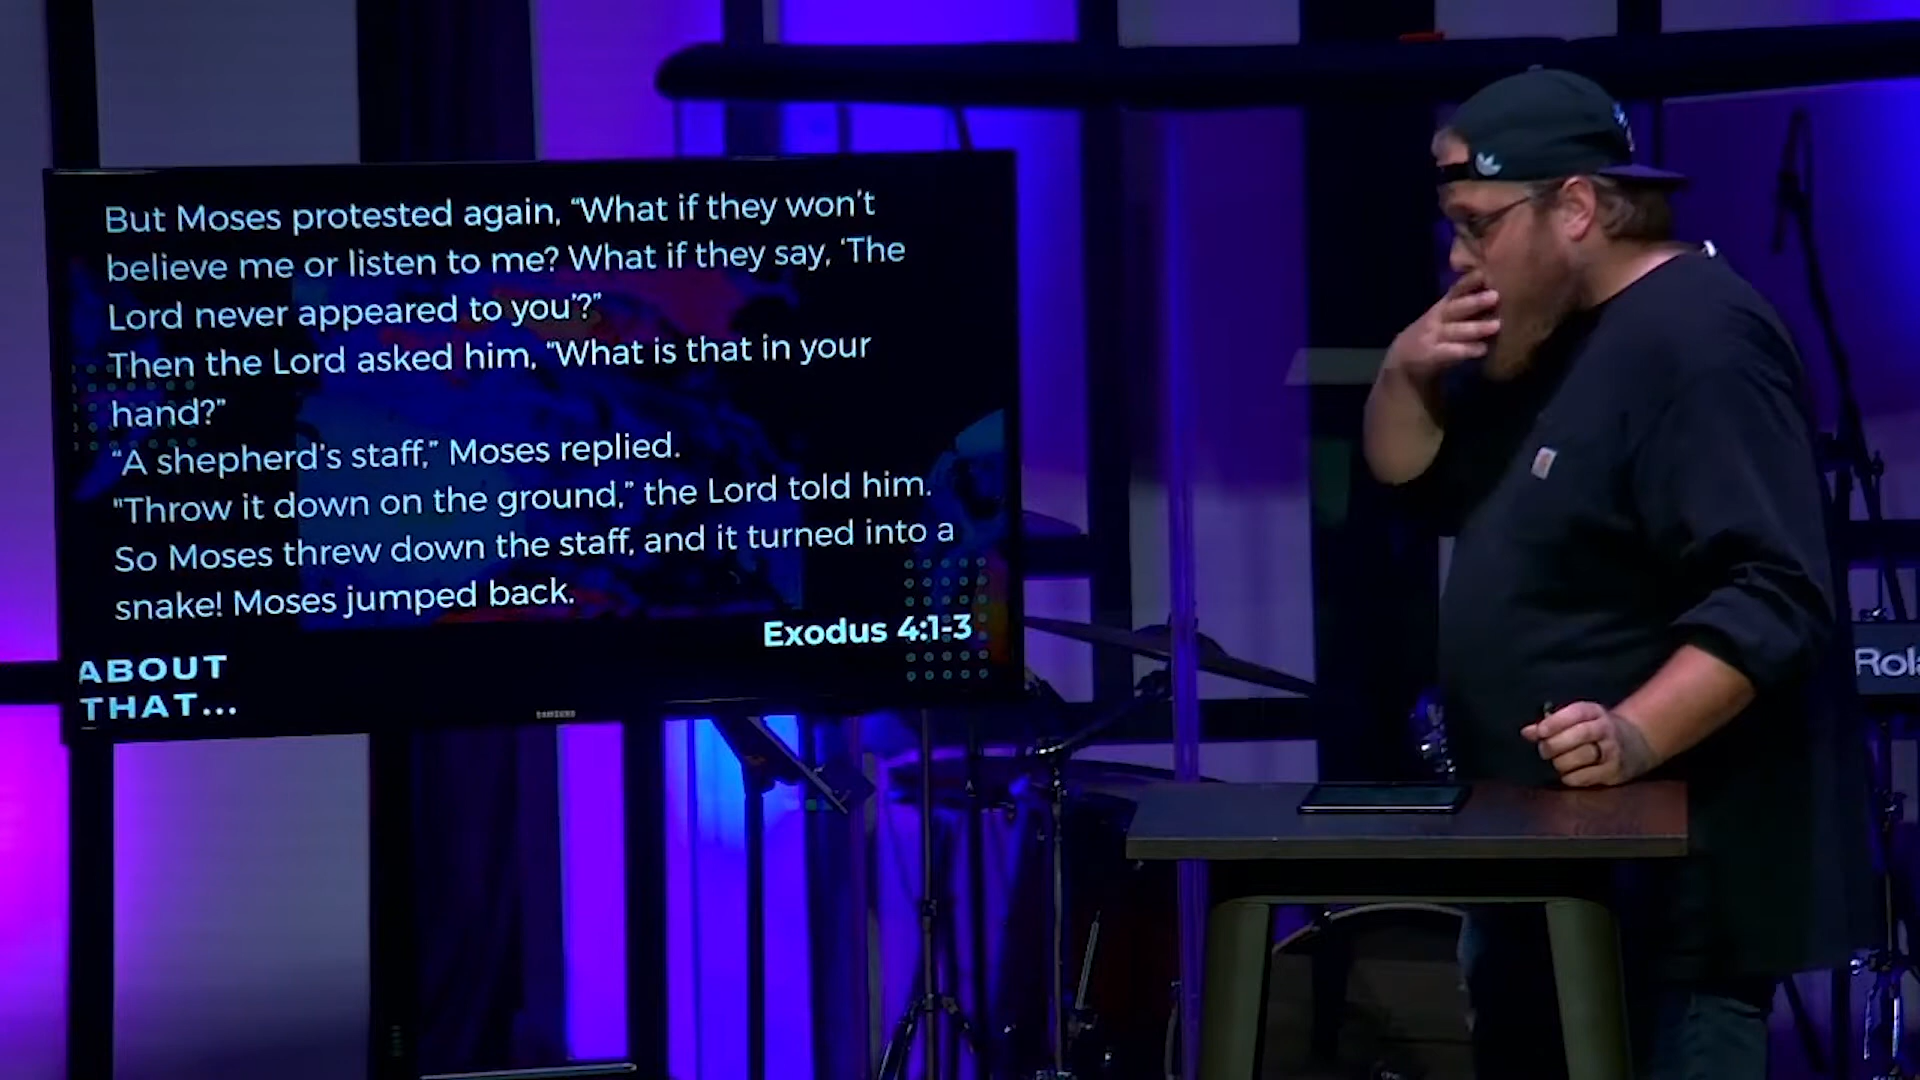 But Moses protested again, “What if they won’t
believe me or listen to me? What if they say, ‘The
Lord never appeared to you’?”
Then the Lord asked him, “What is that in your
hand?”
“A shepherd’s staff,” Moses replied.
"Throw it down on the ground,” the Lord told him.
So Moses threw down the staff, and it turned into a
snake! Moses jumped back.
Exodus 4:1-3
ABOUT
THAT...
SAMSUNG